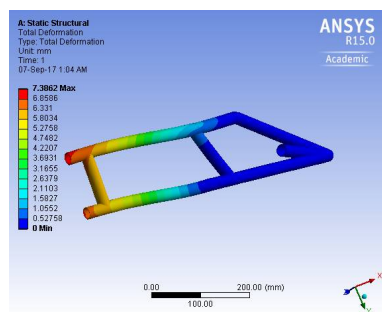 A: Static Structural
Total Deformation
Type: Total Deformation
Unit: mm
Time: 1
07-Sep-17 1:04 AM
7.3862 Max
6.8586
6.331
5.8034
5.2758
4.7482
4.2207
3.6931
3.1655
2.6379
2.1103
1.5827
1.0552
0.52758
0 Min
ANSYS
R15.0
Academic
0.00
200.00 (mm)
100.00
X
Y